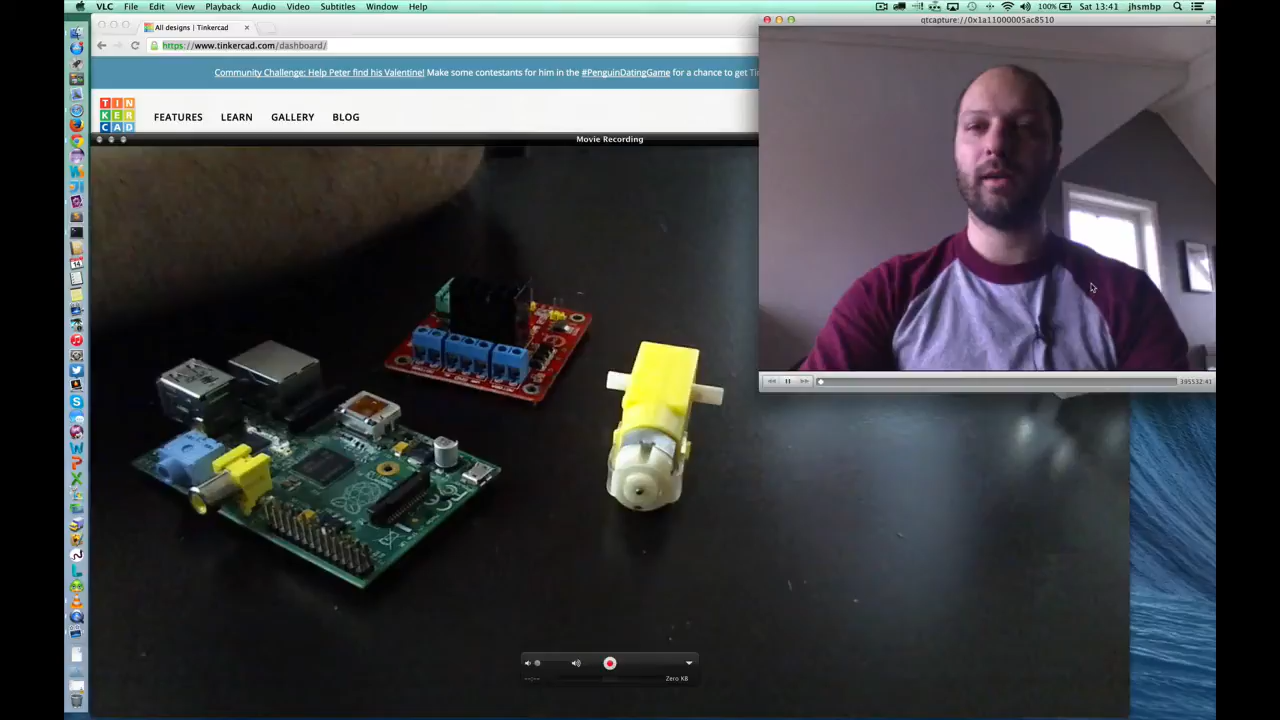 VLC File Edit View Playback Audio Video Subtitles Window Help
100% Sat 13:41 jhsmbp
All designs | Tinkercad
https://www.tinkercad.com/dashboard/
qtcapture://0x1a11000005ac8510
Community Challenge: Help Peter find his Valentine! Make some contestants for him in the #PenguinDatingGame for a chance to get
TIN
KER
CAD
FEATURES LEARN GALLERY BLOG
Movie Recording
395532:41
--:--
Zero KB